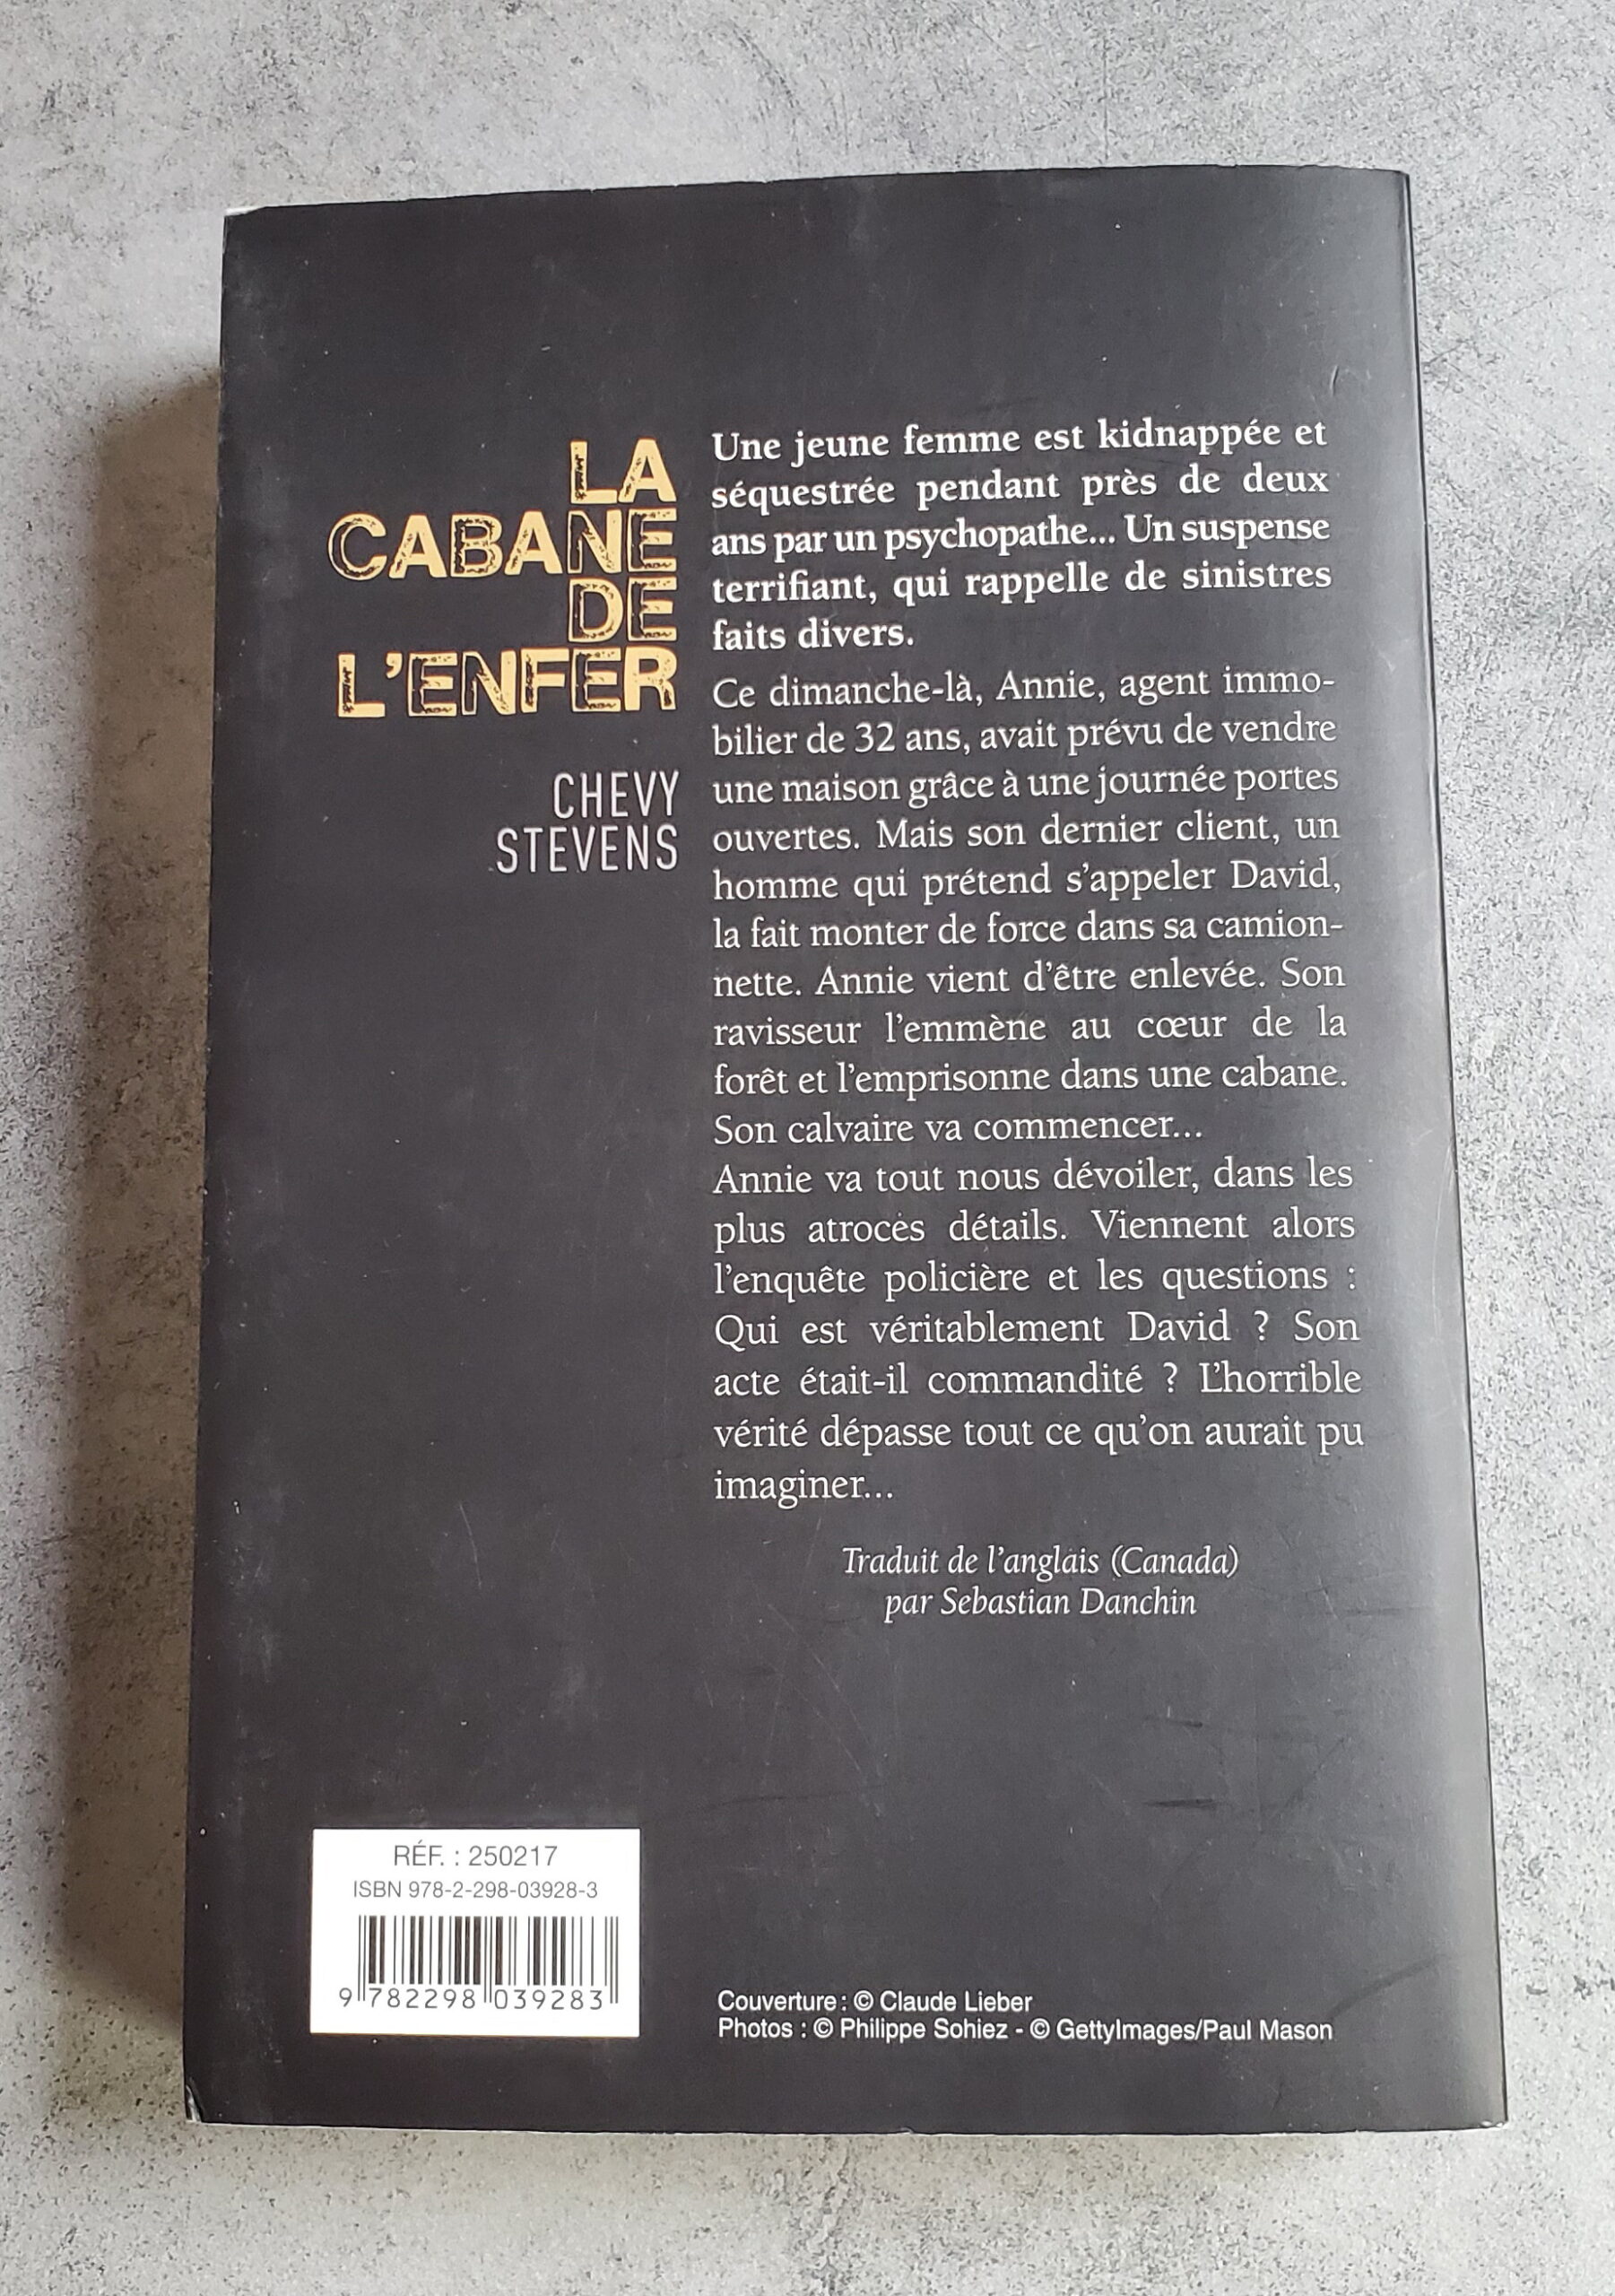 LA
CABANE
DE
L'ENFER
CHEVY
STEVENS
Une jeune femme est kidnappée et
séquestrée pendant près de deux
ans par un psychopathe... Un suspense
terrifiant, qui rappelle de sinistres
faits divers.
Ce dimanche-là, Annie, agent immo-
bilier de 32 ans, avait prévu de vendre
une maison grâce à une journée portes
ouvertes. Mais son dernier client, un
homme qui prétend s'appeler David,
la fait monter de force dans sa camion-
nette. Annie vient d'être enlevée. Son
ravisseur l'emmène au cœur de la
forêt et l'emprisonne dans une cabane.
Son calvaire va commencer...
Annie va tout nous dévoiler, dans les
plus atroces détails. Viennent alors
l'enquête policière et les questions :
Qui est véritablement David ? Son
acte était-il commandité ? L'horrible
vérité dépasse tout ce qu'on aurait pu
imaginer...
Traduit de l'anglais (Canada)
par Sebastian Danchin
RÉF. : 250217
ISBN 978-2-298-03928-3
9 782298 039283
Couverture : © Claude Lieber
Photos : © Philippe Sohiez - © GettyImages/Paul Mason